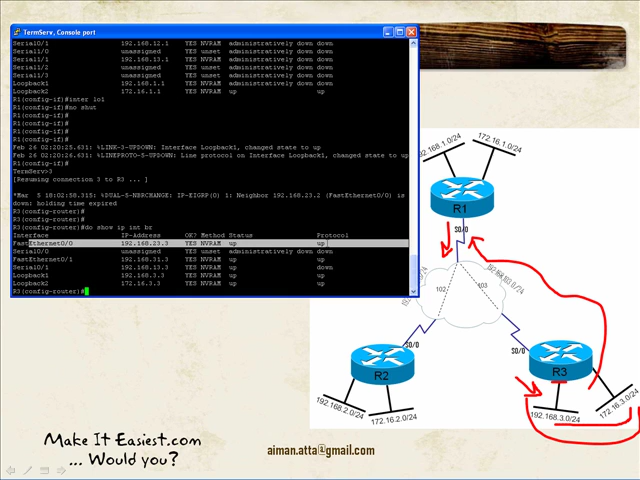 TermServ, Console port
Serial0/1 192.168.12.1 YES NVRAM administratively down down
Serial1/0 unassigned YES NVRAM administratively down down
Serial1/1 192.168.13.1 YES NVRAM administratively down down
Serial1/2 unassigned YES NVRAM administratively down down
Serial1/3 unassigned YES NVRAM administratively down down
Loopback1 192.168.1.1 YES NVRAM administratively down down
Loopback2 172.16.1.1 YES NVRAM up up
R1(config-if)#inter lo1
R1(config-if)#no shut
R1(config-if)#
R1(config-if)#
R1(config-if)#
R1(config-if)#
Feb 26 02:20:25.631: %LINK-3-UPDOWN: Interface Loopback1, changed state to up
Feb 26 02:20:26.631: %LINEPROTO-5-UPDOWN: Line protocol on Interface Loopback1, changed state to up
R1(config-if)#
TermServ>3
[Resuming connection 3 to R3 ... ]
*Mar 5 18:02:58.315: %DUAL-5-NBRCHANGE: IP-EIGRP(0) 1: Neighbor 192.168.23.2 (FastEthernet0/0) is
down: holding time expired
R3(config-router)#
R3(config-router)#
R3(config-router)#do show ip int br
Interface IP-Address OK? Method Status Protocol
FastEthernet0/0 192.168.23.3 YES NVRAM up up
Serial0/0 unassigned YES NVRAM administratively down down
FastEthernet0/1 192.168.31.3 YES NVRAM up up
Serial0/1 192.168.13.3 YES NVRAM up down
Loopback1 192.168.3.3 YES NVRAM up up
Loopback2 172.16.3.3 YES NVRAM up up
R3(config-router)#
192.168.1.0/24
172.16.1.0/24
R1
S0/0
102
103
S0/0
S0/0
R2
R3
192.168.2.0/24
172.16.2.0/24
192.168.3.0/24
172.16.3.0/24
Make It Easiest.com
... Would you?
aiman.atta@gmail.com